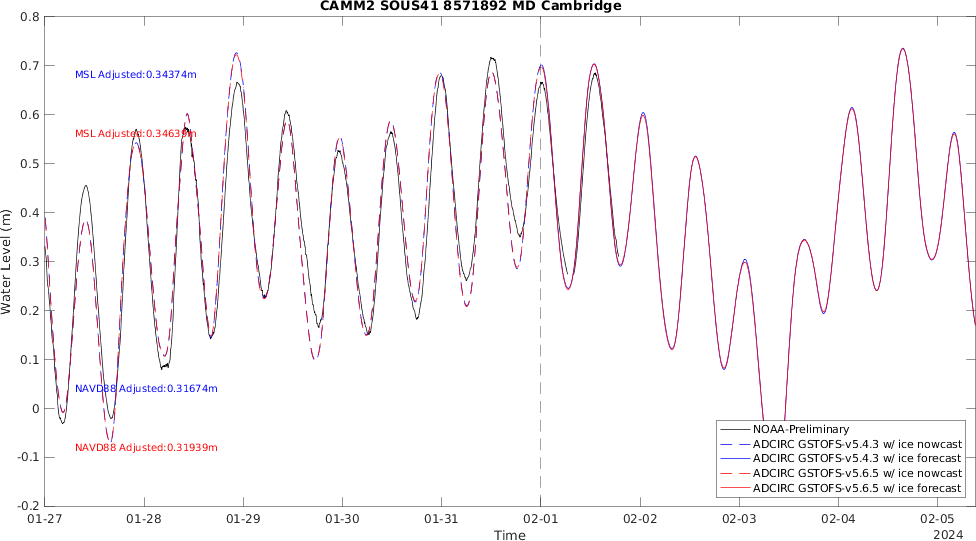 CAMM2 SOUS41 8571892 MD Cambridge
0.8
0.7
0.6
0.5
0.4
0.3
0.2
0.1
0
-0.1
-0.2
Water Level (m)
MSL Adjusted:0.34374m
MSL Adjusted:0.34639m
NAVD88 Adjusted:0.31674m
NAVD88 Adjusted:0.31939m
NOAA-Preliminary
ADCIRC GSTOFS-v5.4.3 w/ ice nowcast
ADCIRC GSTOFS-v5.4.3 w/ ice forecast
ADCIRC GSTOFS-v5.6.5 w/ ice nowcast
ADCIRC GSTOFS-v5.6.5 w/ ice forecast
01-27 01-28 01-29 01-30 01-31 02-01 02-02 02-03 02-04 02-05
Time
2024